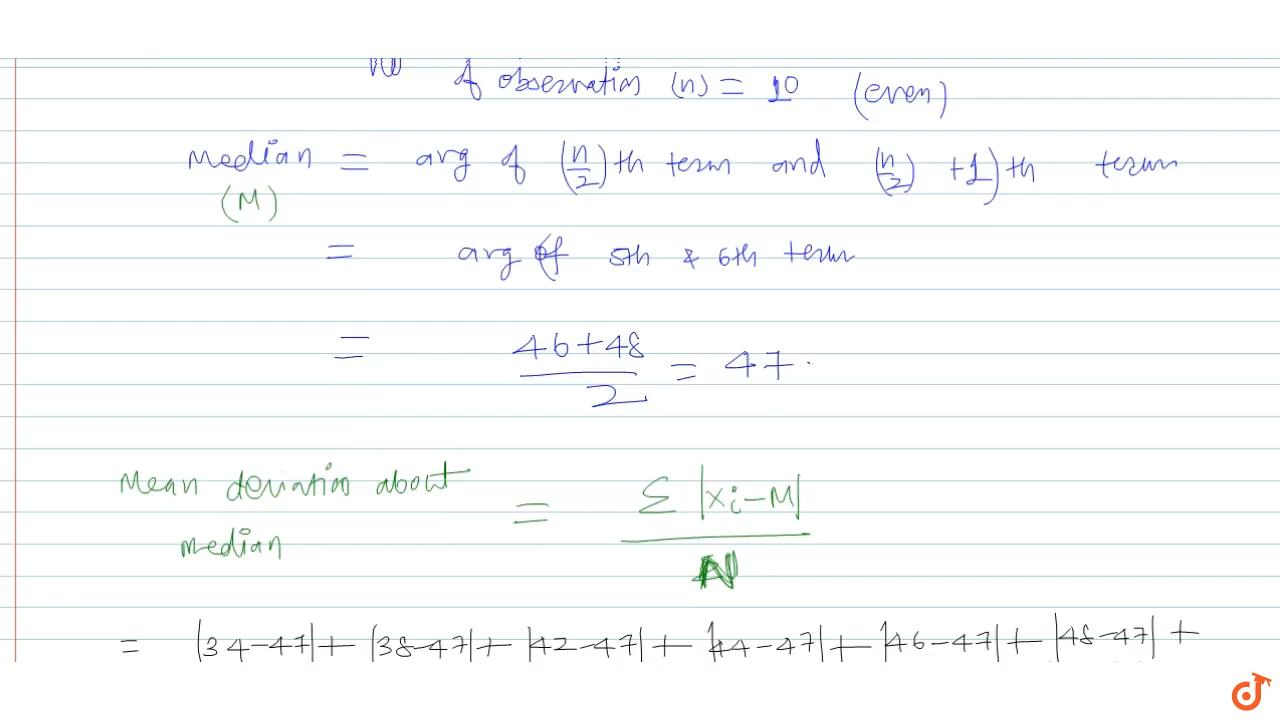 of observation (n) = 10 (even)
Median = avg of (n/2)th term and (n/2) +1)th term
(M)
= avg of 5th & 6th term
= 46+48/2 = 47.
Mean deviation about median = Σ |xi-M| / N
= |34-47|+ |38-47|+ |42-47|+ |44-47|+ |46-47|+ |48-47|+